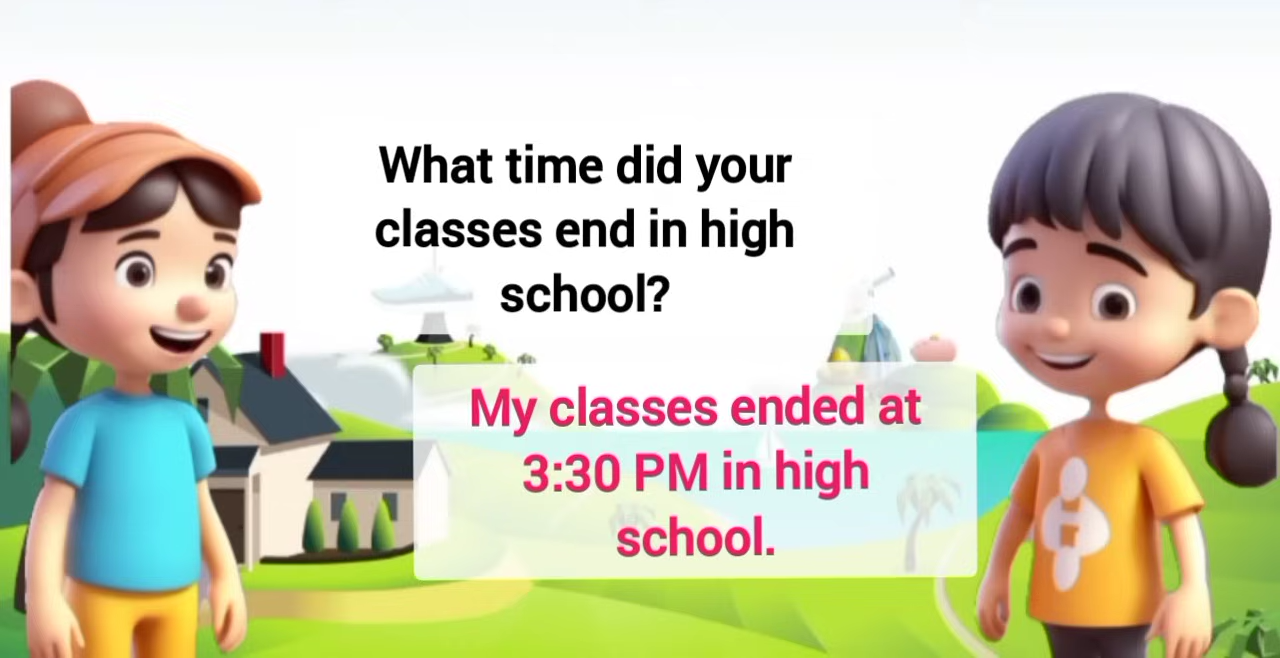 What time did your
classes end in high
school?
My classes ended at
3:30 PM in high
school.